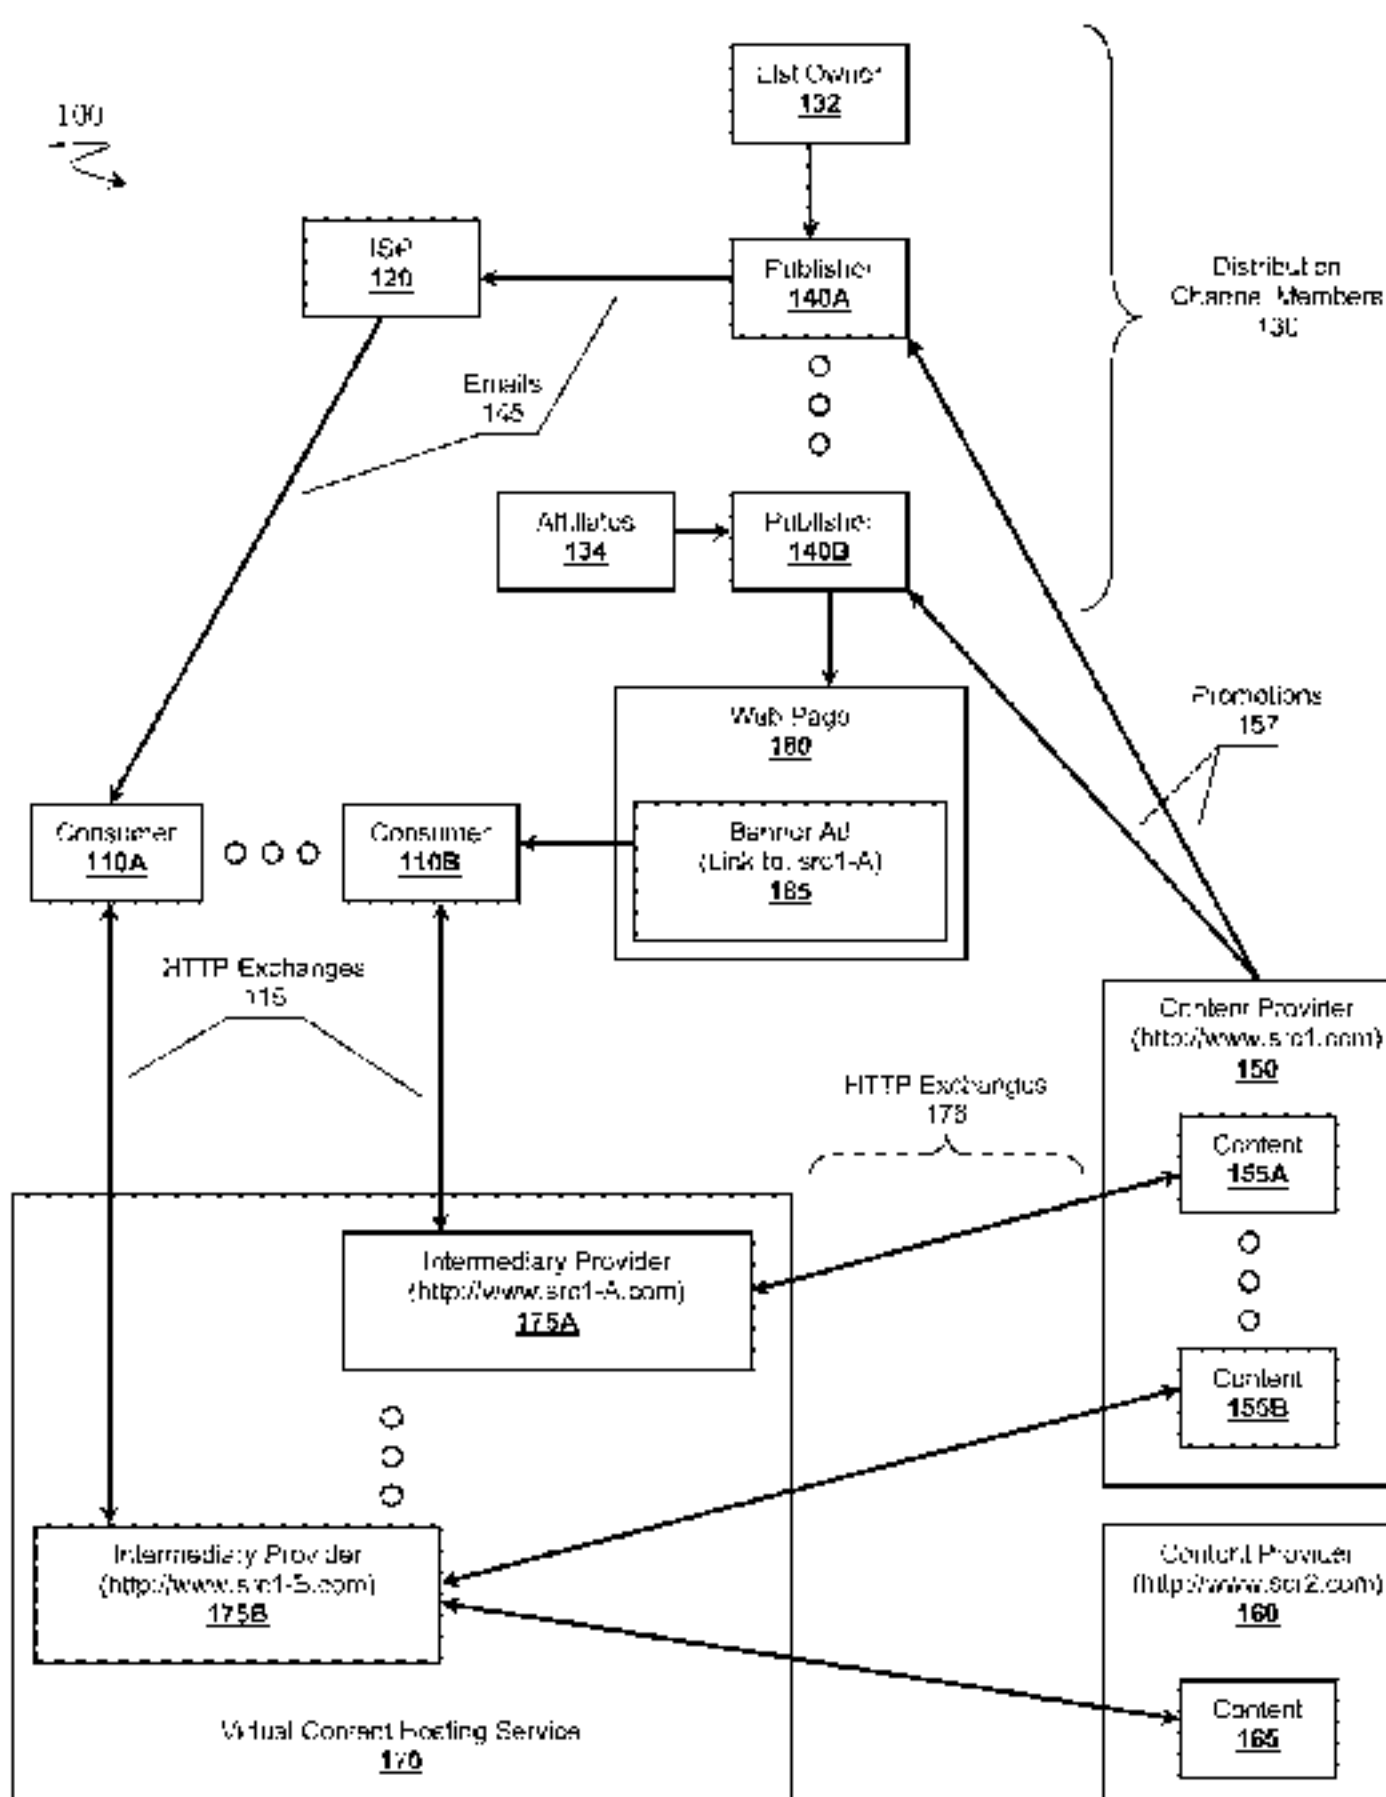 100
List Owner
132
ISP
120
Publisher
140A
Distribution
Channel Members
130
Emails
145
Affiliates
134
Publisher
140B
Promotions
157
Web Page
180
Consumer
110A
Consumer
110B
Banner Ad
(Link to: src1-A)
185
HTTP Exchanges
115
Content Provider
(http://www.src1.com)
150
HTTP Exchanges
Content
155A
Intermediary Provider
(http://www.src1-A.com)
175A
Content
155B
Intermediary Provider
(http://www.src1-B.com)
175B
Content Provider
(http://www.scr2.com)
160
Content
165
Virtual Content Hosting Service
170